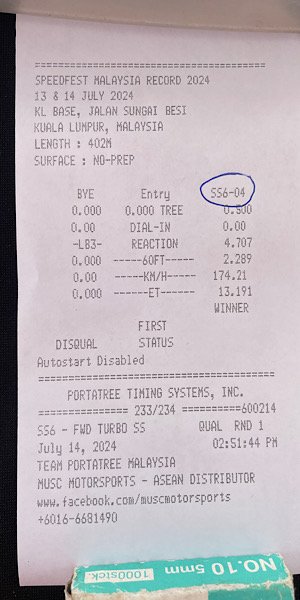 ==========================================
SPEEDFEST MALAYSIA RECORD 2024
13 & 14 JULY 2024
KL BASE, JALAN SUNGAI BESI
KUALA LUMPUR, MALAYSIA
LENGTH : 402M
SURFACE : NO-PREP
BYE Entry SS6-04
0.000 0.000 TREE 0.500
0.00 DIAL-IN 0.00
-LB3- REACTION 4.707
0.000 -----60FT----- 2.289
0.00 -----KM/H----- 174.21
0.000 ------ET------ 13.191
WINNER
FIRST
DISQUAL STATUS
Autostart Disabled
==========================================
PORTATREE TIMING SYSTEMS, INC.
=============== 233/234 ==========600214
SS6 - FWD TURBO SS QUAL RND 1
July 14, 2024 02:51:44 PM
TEAM PORTATREE MALAYSIA
MUSC MOTORSPORTS - ASEAN DISTRIBUTOR
www.facebook.com/muscmotorsports
+6016-6681490
NO.10 5mm
1000stck.